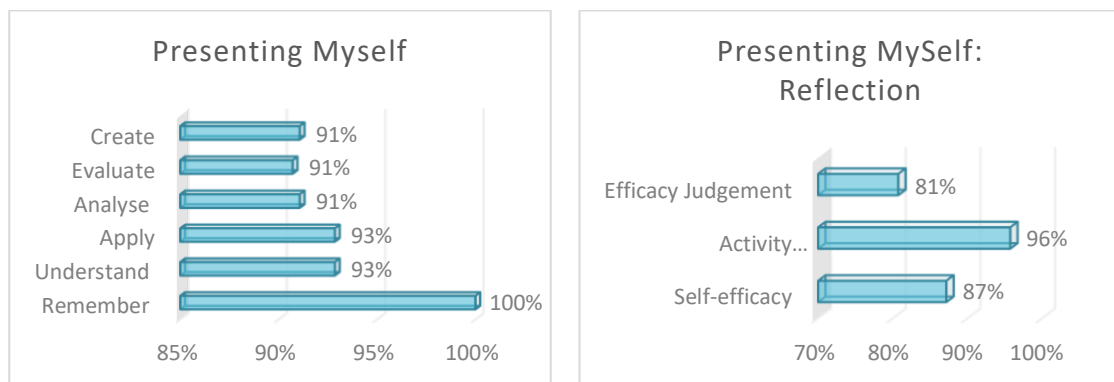 Presenting Myself
Create
91%
Evaluate
91%
Analyse
91%
Apply
93%
Understand
93%
Remember
100%
85% 90% 95% 100%
Presenting MySelf:
Reflection
Efficacy Judgement
81%
Activity...
96%
Self-efficacy
87%
70% 80% 90% 100%